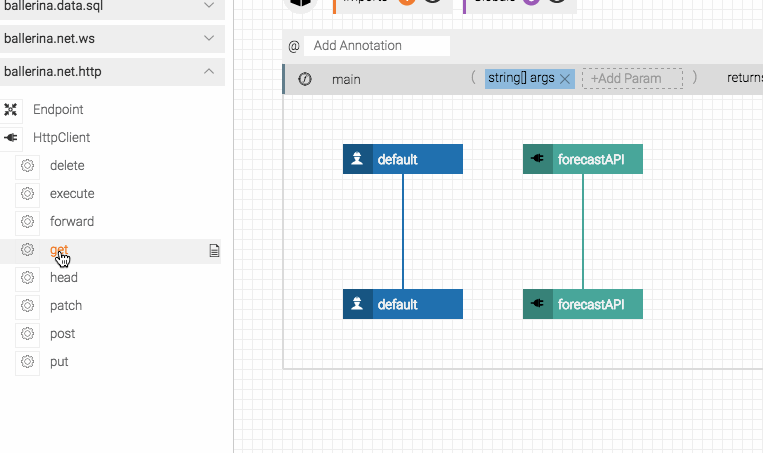 ballerina.data.sql
ballerina.net.ws
ballerina.net.http
Endpoint
HttpClient
delete
execute
forward
get
head
patch
post
put
@ Add Annotation
main ( string[] args × +Add Param ) returns
default
forecastAPI
default
forecastAPI